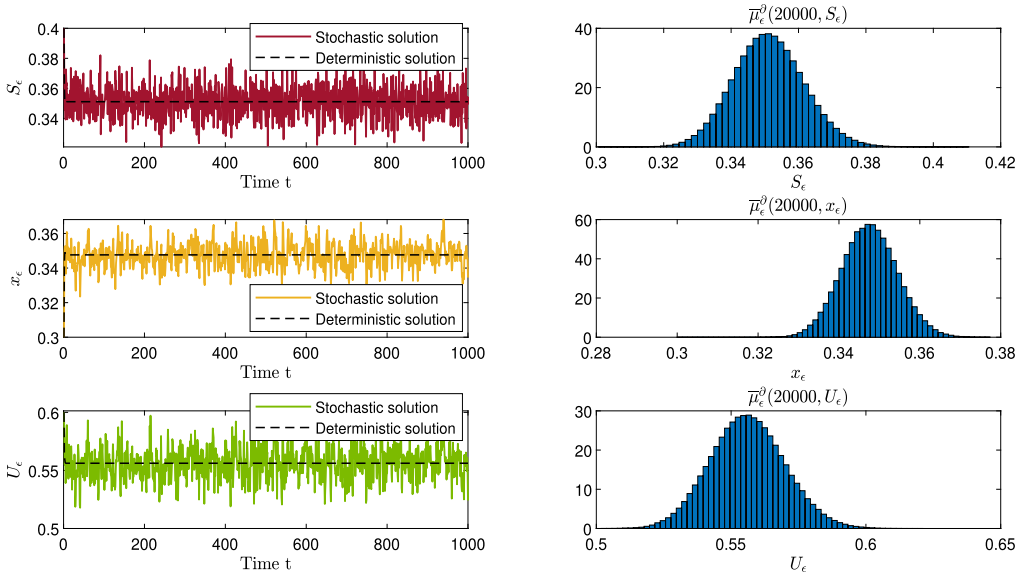 0.4
0.38
0.36
0.34
S_ϵ
Stochastic solution
Deterministic solution
0 200 400 600 800 1000
Time t
μ̅_ϵ^∂(20000, S_ϵ)
40
20
0
0.3 0.32 0.34 0.36 0.38 0.4 0.42
S_ϵ
0.36
0.34
0.32
0.3
x_ϵ
Stochastic solution
Deterministic solution
0 200 400 600 800 1000
Time t
μ̅_ϵ^∂(20000, x_ϵ)
60
40
20
0
0.28 0.3 0.32 0.34 0.36 0.38
x_ϵ
0.6
0.55
0.5
U_ϵ
Stochastic solution
Deterministic solution
0 200 400 600 800 1000
Time t
μ̅_ϵ^∂(20000, U_ϵ)
30
20
10
0
0.5 0.55 0.6 0.65
U_ϵ